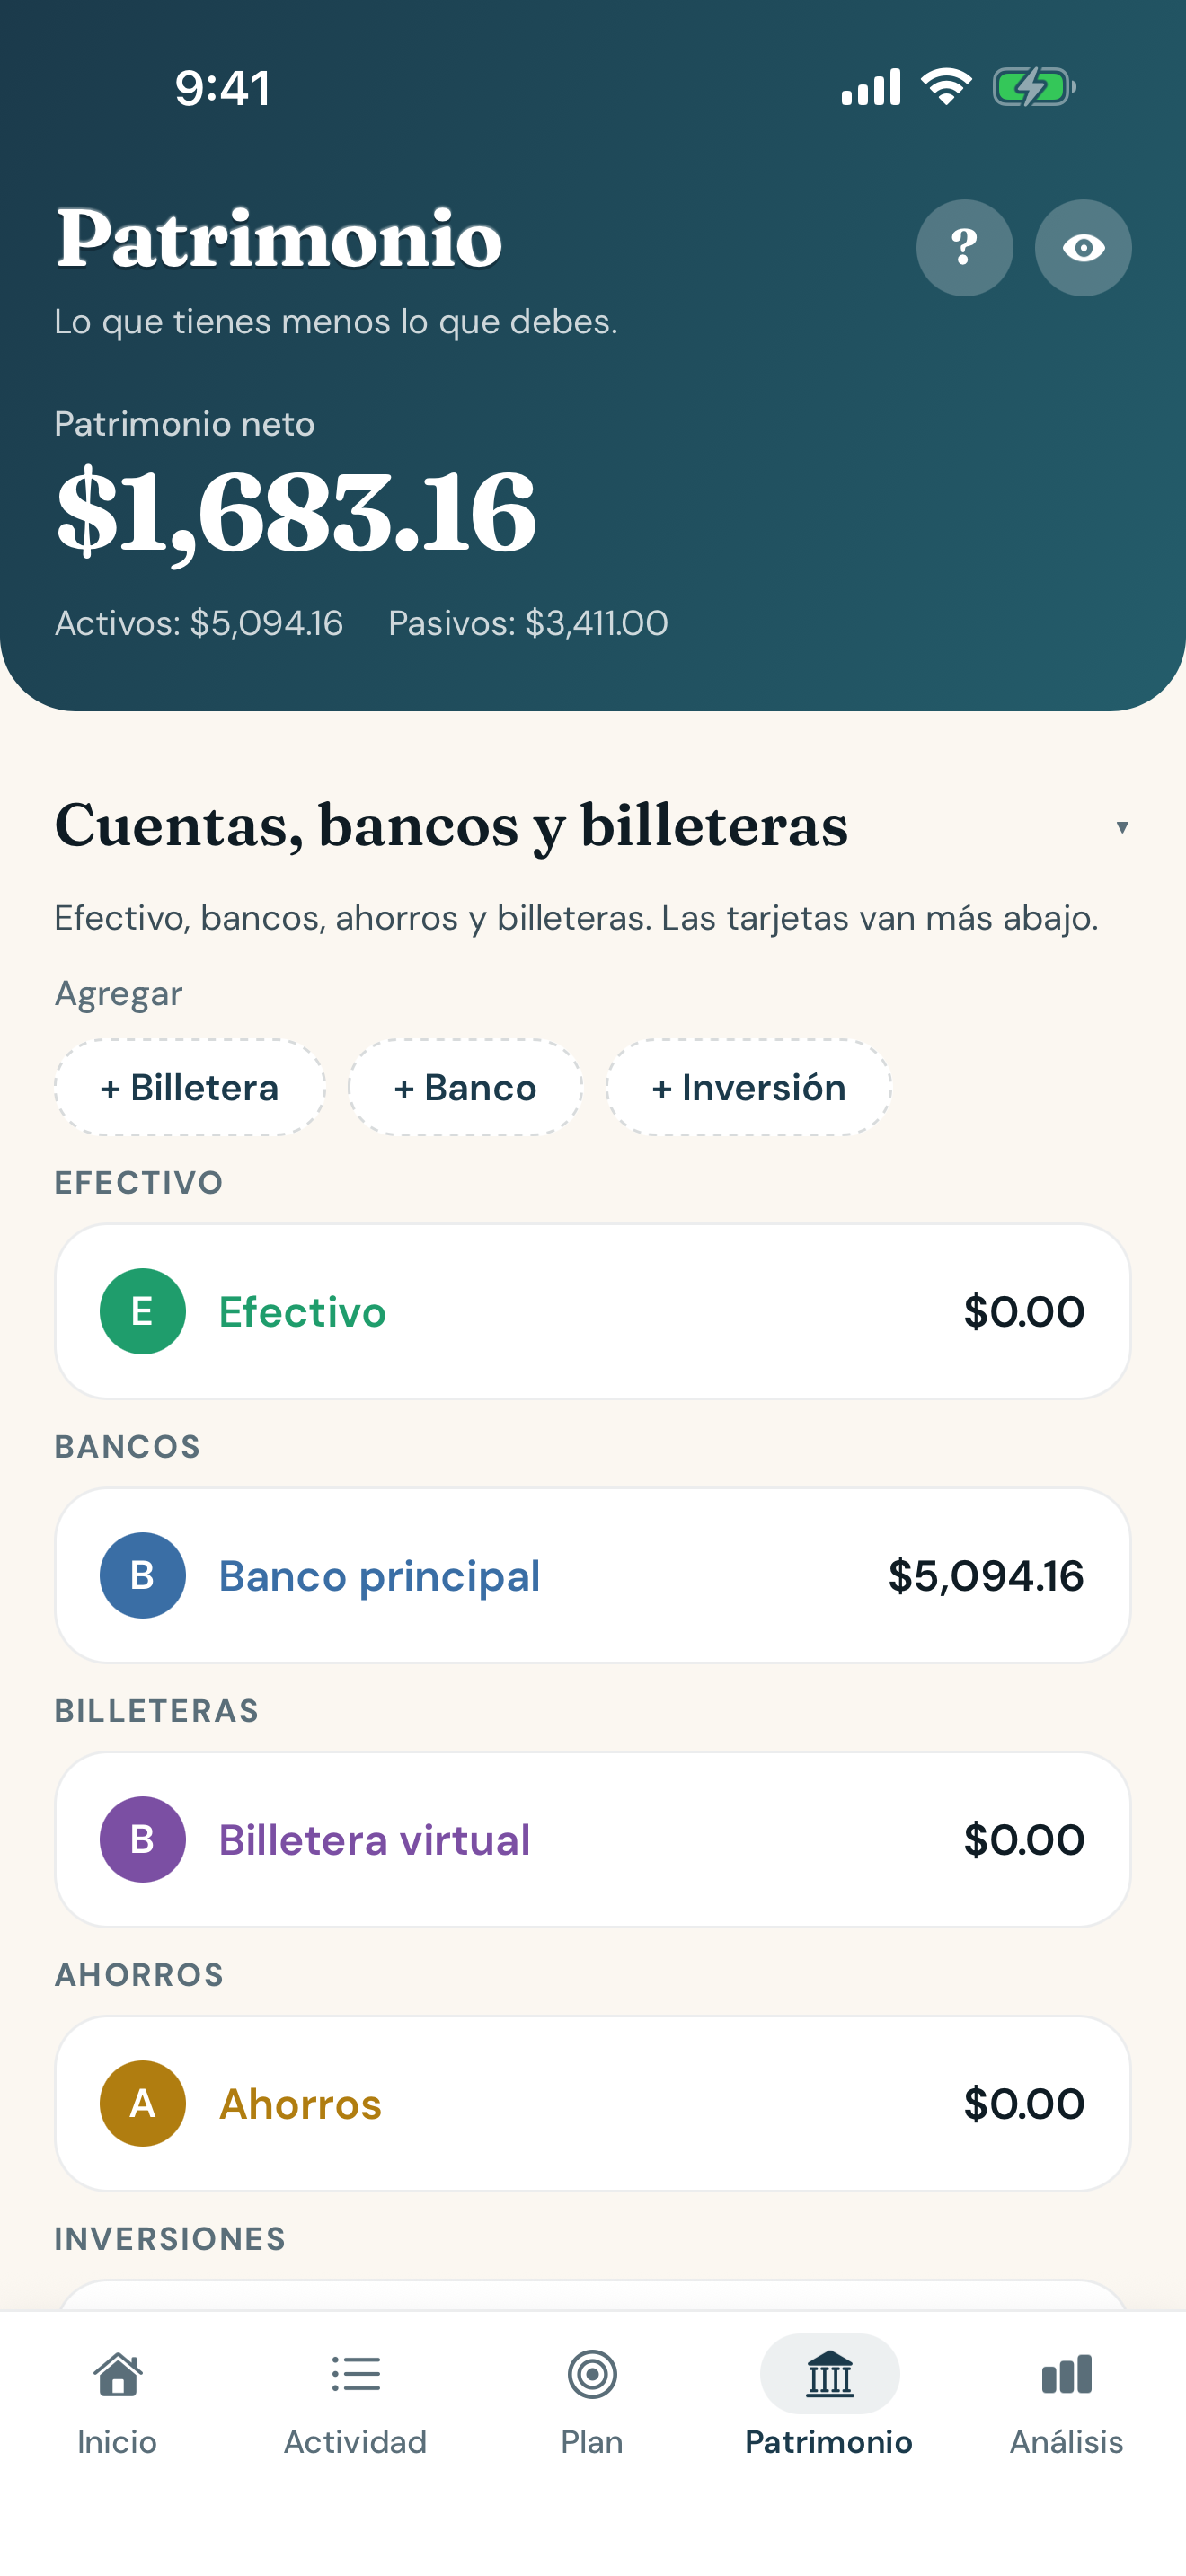 9:41
Patrimonio
?
Lo que tienes menos lo que debes.
Patrimonio neto
$1,683.16
Activos: $5,094.16 Pasivos: $3,411.00
Cuentas, bancos y billeteras
Efectivo, bancos, ahorros y billeteras. Las tarjetas van más abajo.
Agregar
+ Billetera + Banco + Inversión
EFECTIVO
E Efectivo $0.00
BANCOS
B Banco principal $5,094.16
BILLETERAS
B Billetera virtual $0.00
AHORROS
A Ahorros $0.00
INVERSIONES
Inicio Actividad Plan Patrimonio Análisis